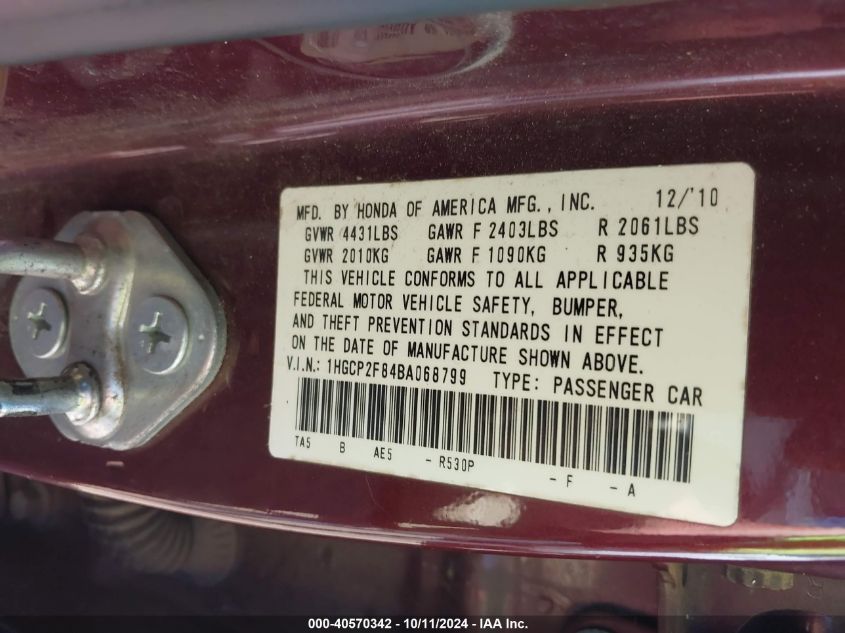 MFD. BY HONDA OF AMERICA MFG., INC. 12/'10
GVWR 4431LBS GAWR F 2403LBS R 2061LBS
GVWR 2010KG GAWR F 1090KG R 935KG
THIS VEHICLE CONFORMS TO ALL APPLICABLE
FEDERAL MOTOR VEHICLE SAFETY, BUMPER,
AND THEFT PREVENTION STANDARDS IN EFFECT
ON THE DATE OF MANUFACTURE SHOWN ABOVE.
V.I.N.: 1HGCP2F84BA068799 TYPE: PASSENGER CAR
TA5 B AE5 -R530P -F -A
000-40570342 - 10/11/2024 - IAA Inc.